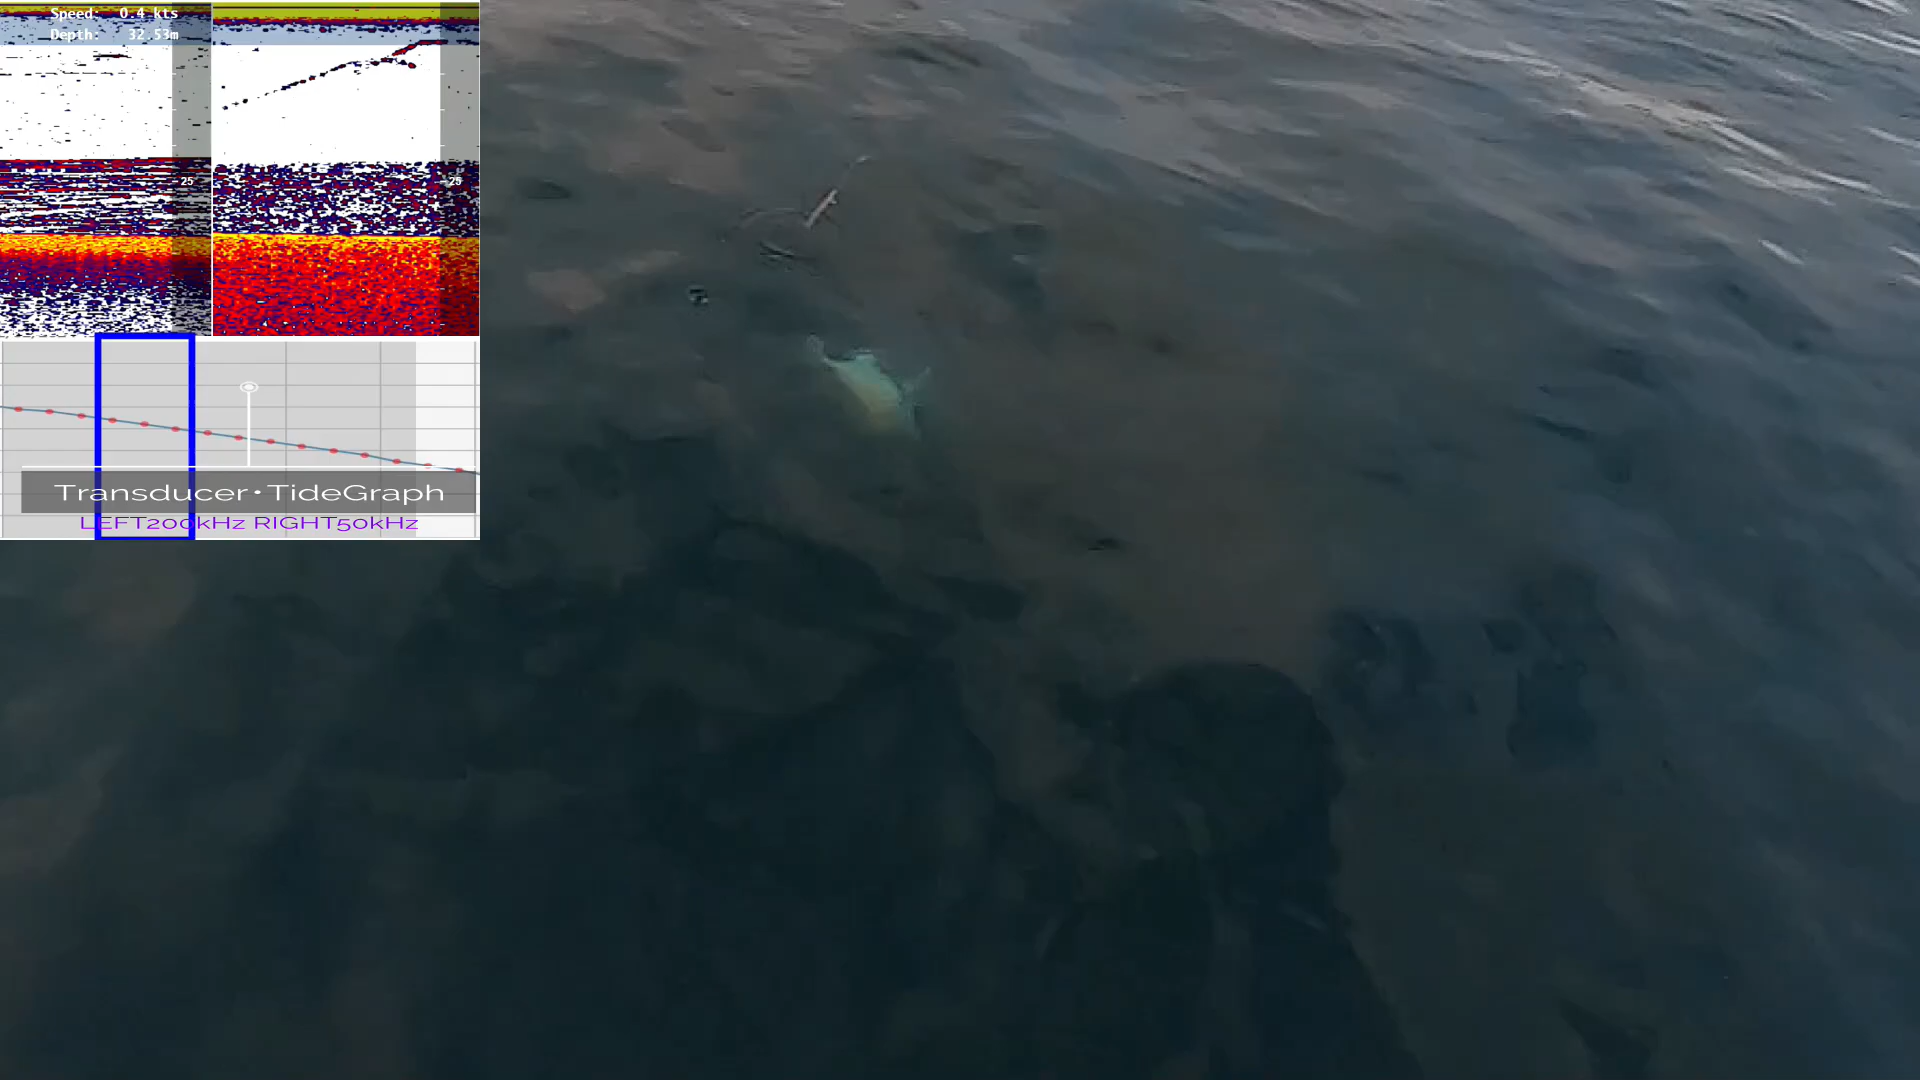 Speed: 0.4 kts
Depth: 32.53m
25 25
Transducer・TideGraph
LEFT200kHz RIGHT50kHz